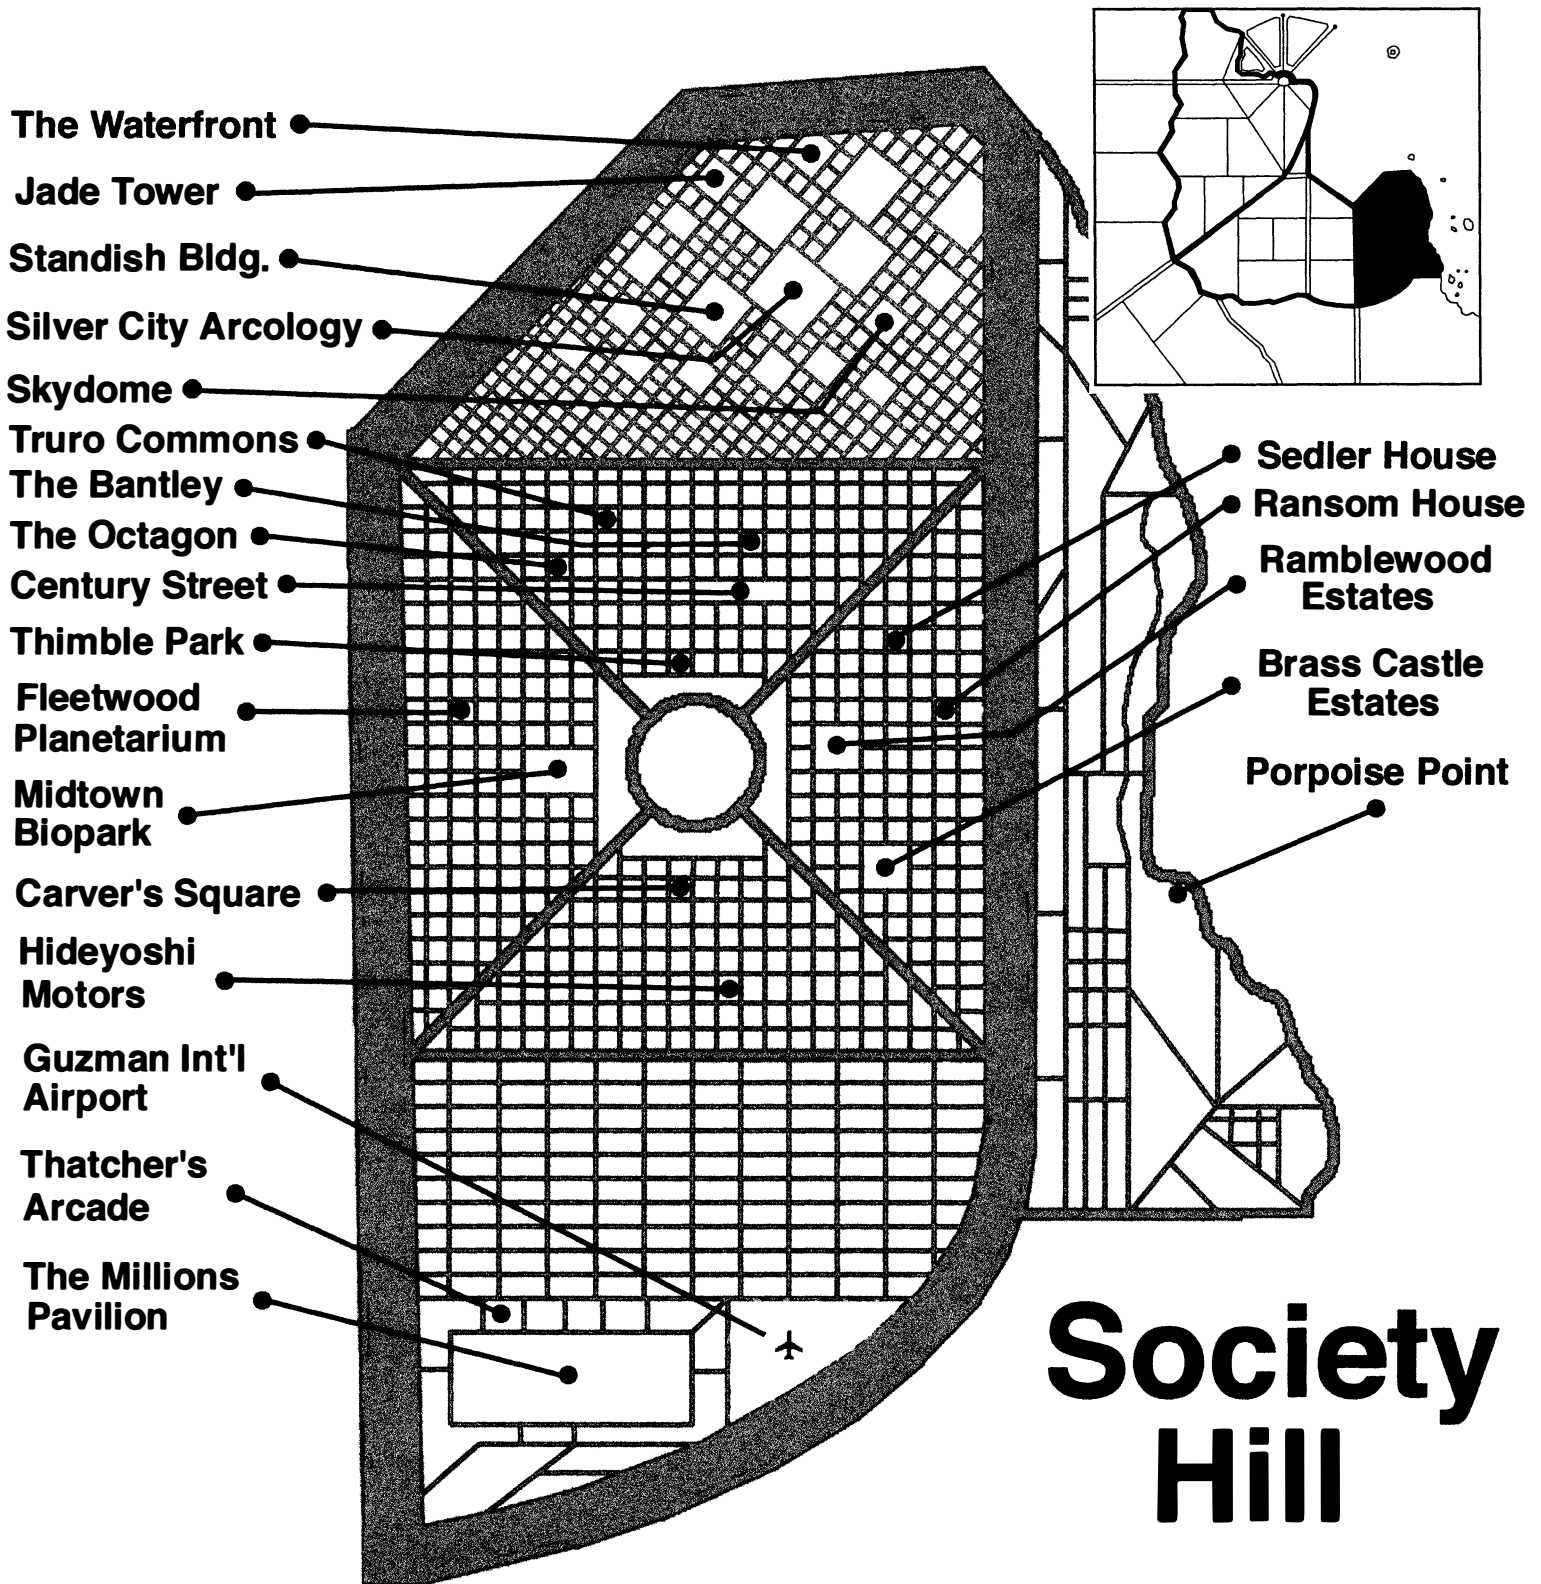 The Waterfront
Jade Tower
Standish Bldg.
Silver City Arcology
Skydome
Truro Commons
The Bantley
The Octagon
Century Street
Thimble Park
Fleetwood
Planetarium
Midtown
Biopark
Carver's Square
Hideyoshi
Motors
Guzman Int'l
Airport
Thatcher's
Arcade
The Millions
Pavilion
Sedler House
Ransom House
Ramblewood
Estates
Brass Castle
Estates
Porpoise Point
Society
Hill